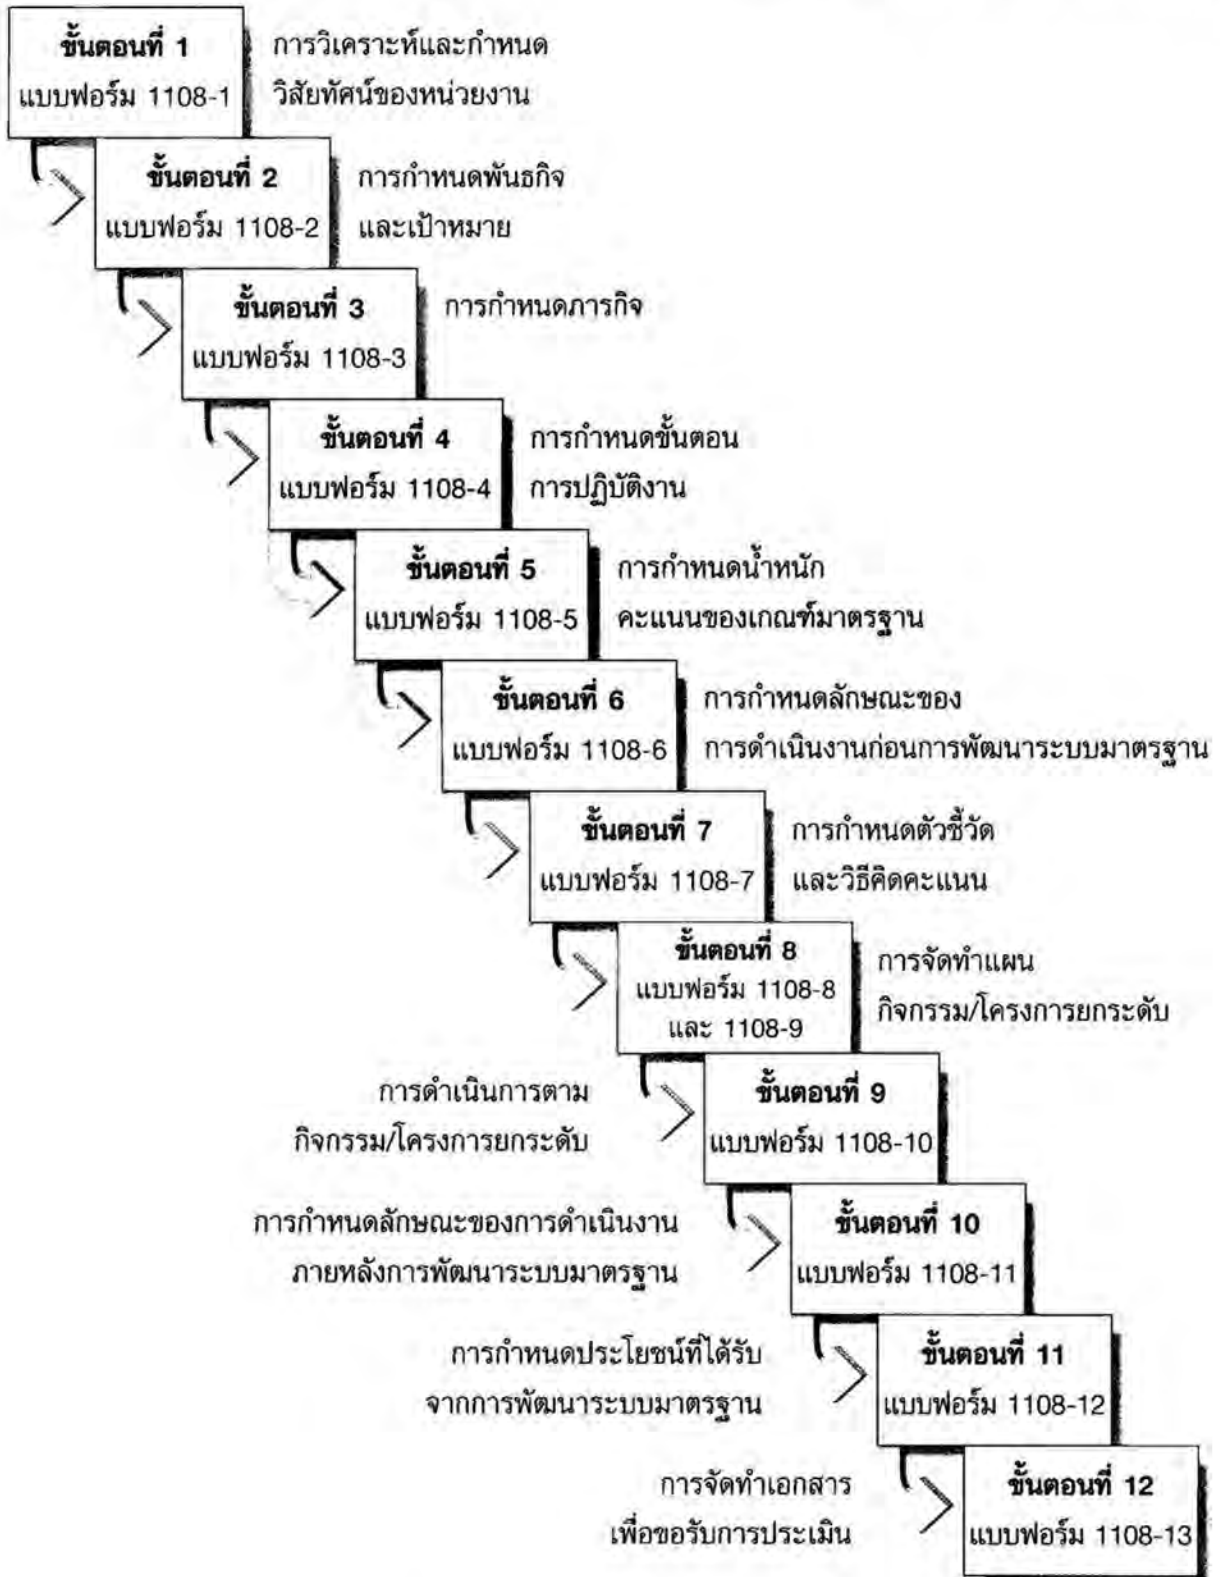 ขั้นตอนที่ 1
แบบฟอร์ม 1108-1
การวิเคราะห์และกำหนด
วิสัยทัศน์ของหน่วยงาน
ขั้นตอนที่ 2
แบบฟอร์ม 1108-2
การกำหนดพันธกิจ
และเป้าหมาย
ขั้นตอนที่ 3
แบบฟอร์ม 1108-3
การกำหนดภารกิจ
ขั้นตอนที่ 4
แบบฟอร์ม 1108-4
การกำหนดขั้นตอน
การปฏิบัติงาน
ขั้นตอนที่ 5
แบบฟอร์ม 1108-5
การกำหนดน้ำหนัก
คะแนนของเกณฑ์มาตรฐาน
ขั้นตอนที่ 6
แบบฟอร์ม 1108-6
การกำหนดลักษณะของ
การดำเนินงานก่อนการพัฒนาระบบมาตรฐาน
ขั้นตอนที่ 7
แบบฟอร์ม 1108-7
การกำหนดตัวชี้วัด
และวิธีคิดคะแนน
ขั้นตอนที่ 8
แบบฟอร์ม 1108-8
และ 1108-9
การจัดทำแผน
กิจกรรม/โครงการยกระดับ
การดำเนินการตาม
กิจกรรม/โครงการยกระดับ
ขั้นตอนที่ 9
แบบฟอร์ม 1108-10
การกำหนดลักษณะของการดำเนินงาน
ภายหลังการพัฒนาระบบมาตรฐาน
ขั้นตอนที่ 10
แบบฟอร์ม 1108-11
การกำหนดประโยชน์ที่ได้รับ
จากการพัฒนาระบบมาตรฐาน
ขั้นตอนที่ 11
แบบฟอร์ม 1108-12
การจัดทำเอกสาร
เพื่อขอรับการประเมิน
ขั้นตอนที่ 12
แบบฟอร์ม 1108-13